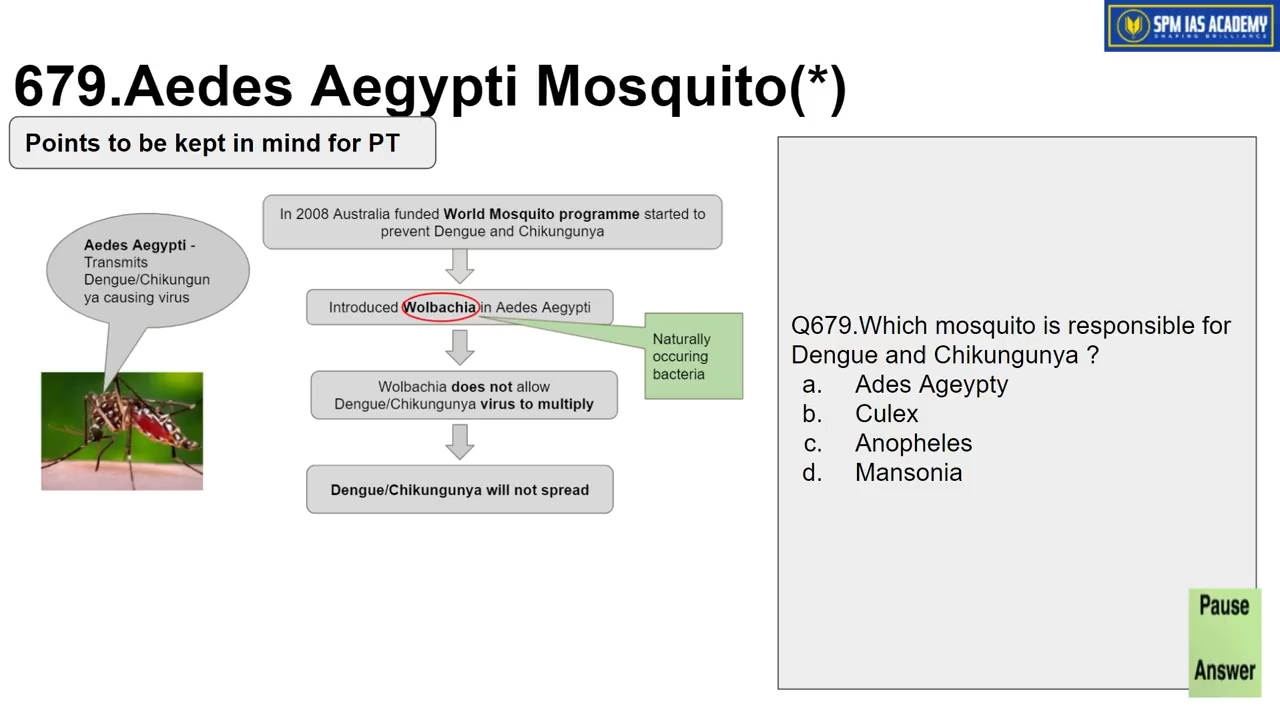 SPM IAS ACADEMY
SHAPING BRILLIANCE
679.Aedes Aegypti Mosquito(*)
Points to be kept in mind for PT
Aedes Aegypti -
Transmits
Dengue/Chikungun
ya causing virus
In 2008 Australia funded World Mosquito programme started to
prevent Dengue and Chikungunya
Introduced Wolbachia in Aedes Aegypti
Naturally
occuring
bacteria
Wolbachia does not allow
Dengue/Chikungunya virus to multiply
Dengue/Chikungunya will not spread
Q679.Which mosquito is responsible for
Dengue and Chikungunya ?
a. Ades Ageypty
b. Culex
c. Anopheles
d. Mansonia
Pause
Answer